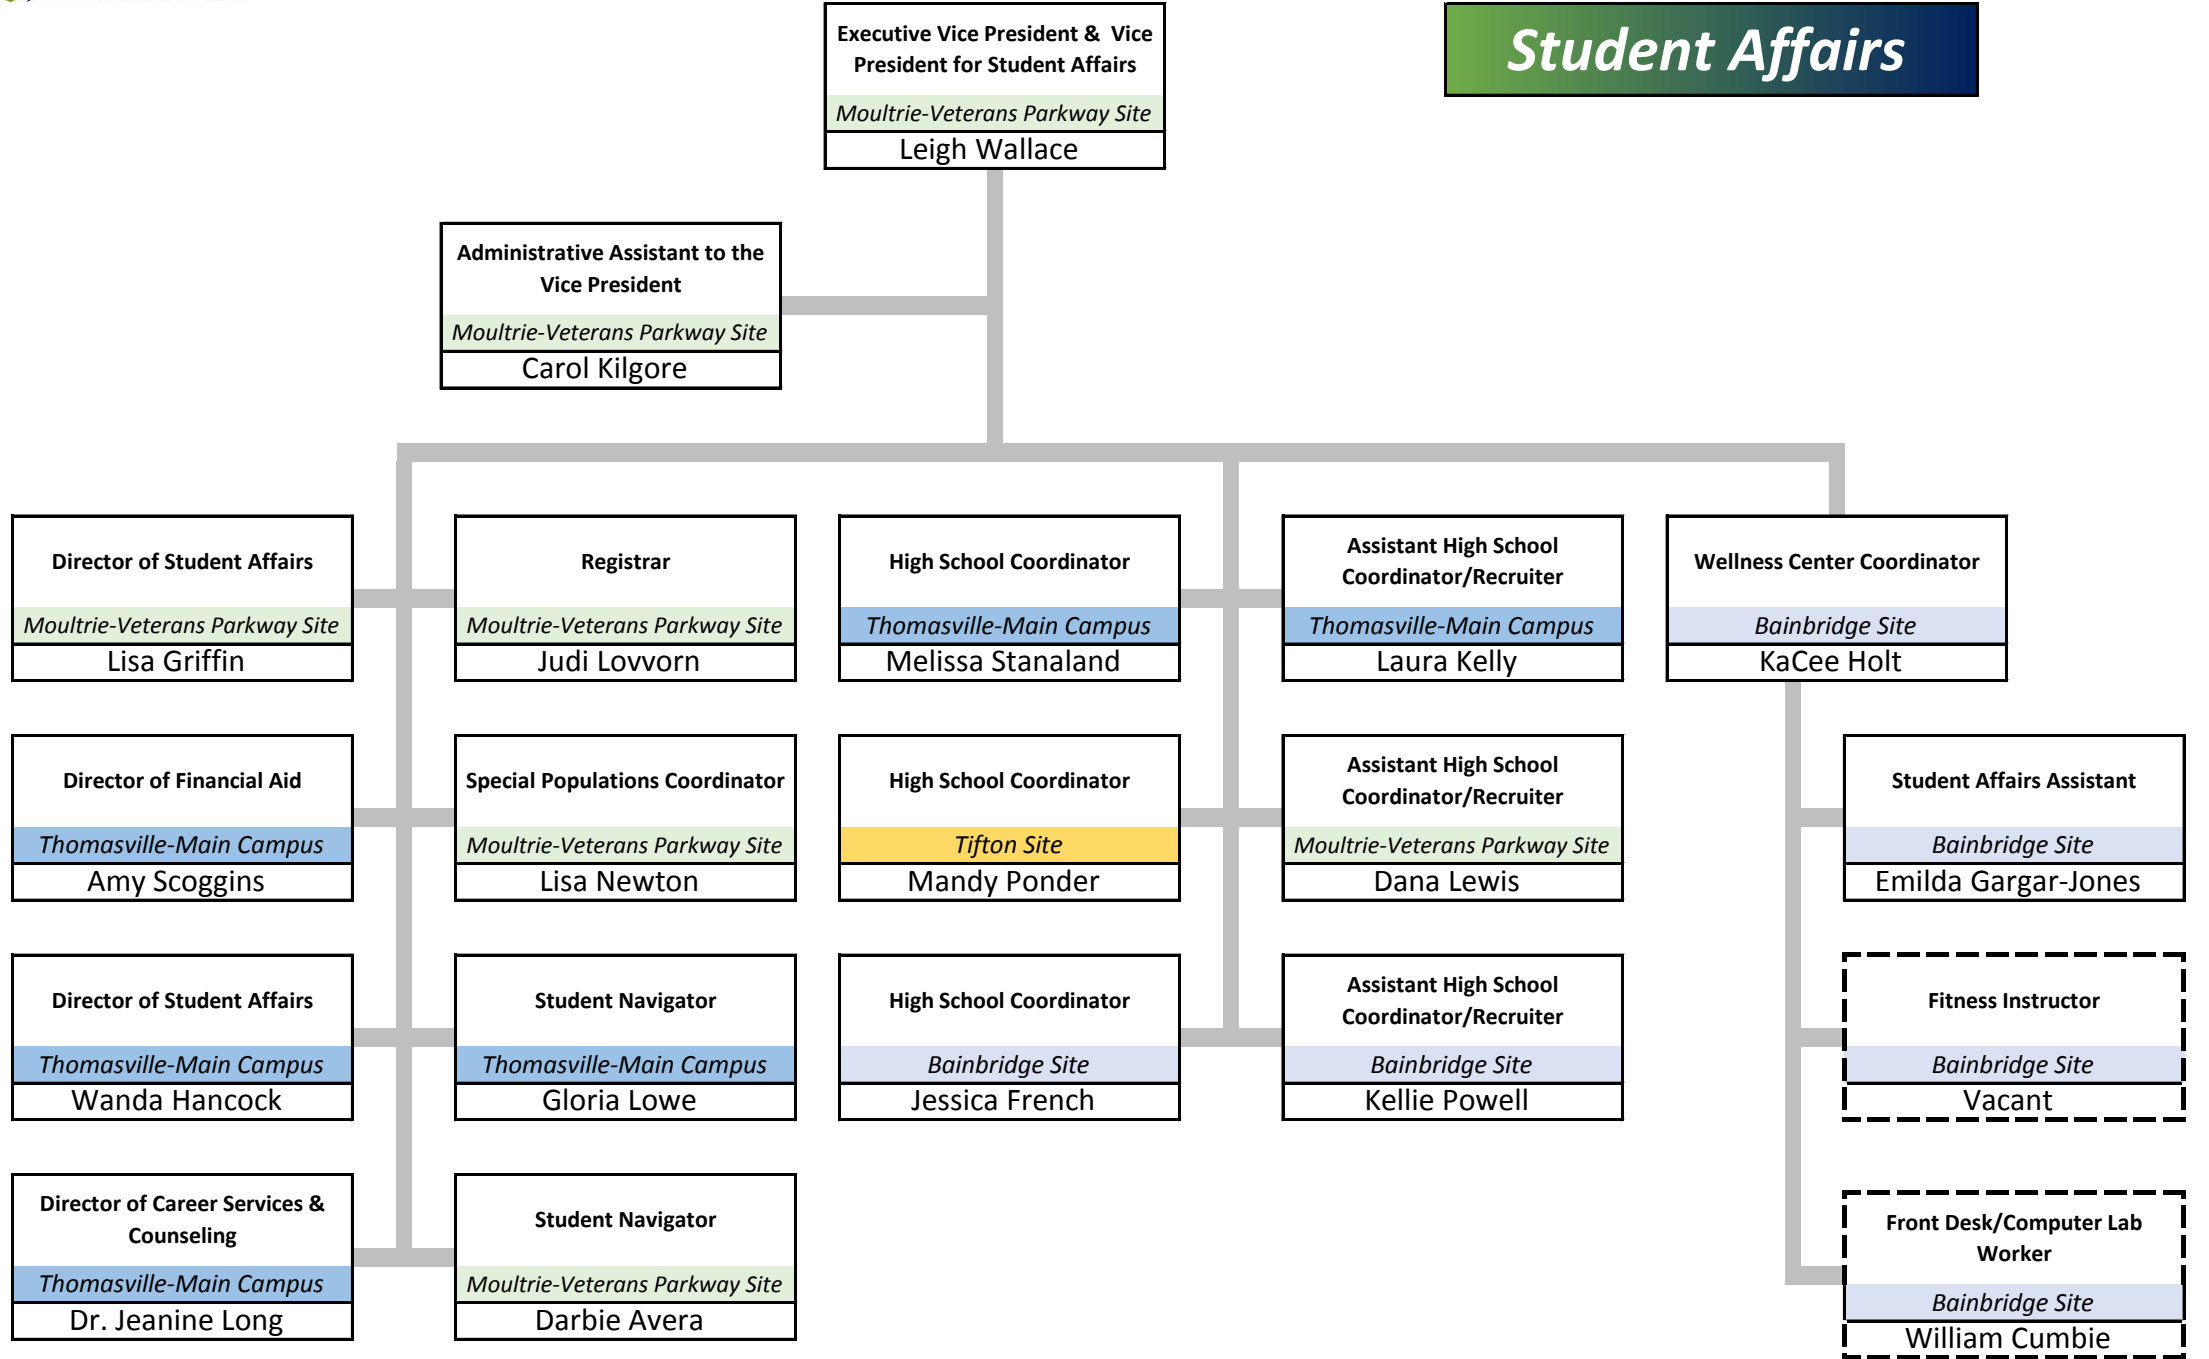 Student Affairs
Executive Vice President & Vice
President for Student Affairs
Moultrie-Veterans Parkway Site
Leigh Wallace
Administrative Assistant to the
Vice President
Moultrie-Veterans Parkway Site
Carol Kilgore
Director of Student Affairs
Moultrie-Veterans Parkway Site
Lisa Griffin
Registrar
Moultrie-Veterans Parkway Site
Judi Lovvorn
High School Coordinator
Thomasville-Main Campus
Melissa Stanaland
Assistant High School
Coordinator/Recruiter
Thomasville-Main Campus
Laura Kelly
Wellness Center Coordinator
Bainbridge Site
KaCee Holt
Director of Financial Aid
Thomasville-Main Campus
Amy Scoggins
Special Populations Coordinator
Moultrie-Veterans Parkway Site
Lisa Newton
High School Coordinator
Tifton Site
Mandy Ponder
Assistant High School
Coordinator/Recruiter
Moultrie-Veterans Parkway Site
Dana Lewis
Student Affairs Assistant
Bainbridge Site
Emilda Gargar-Jones
Director of Student Affairs
Thomasville-Main Campus
Wanda Hancock
Student Navigator
Thomasville-Main Campus
Gloria Lowe
High School Coordinator
Bainbridge Site
Jessica French
Assistant High School
Coordinator/Recruiter
Bainbridge Site
Kellie Powell
Fitness Instructor
Bainbridge Site
Vacant
Director of Career Services &
Counseling
Thomasville-Main Campus
Dr. Jeanine Long
Student Navigator
Moultrie-Veterans Parkway Site
Darbie Avera
Front Desk/Computer Lab
Worker
Bainbridge Site
William Cumbie